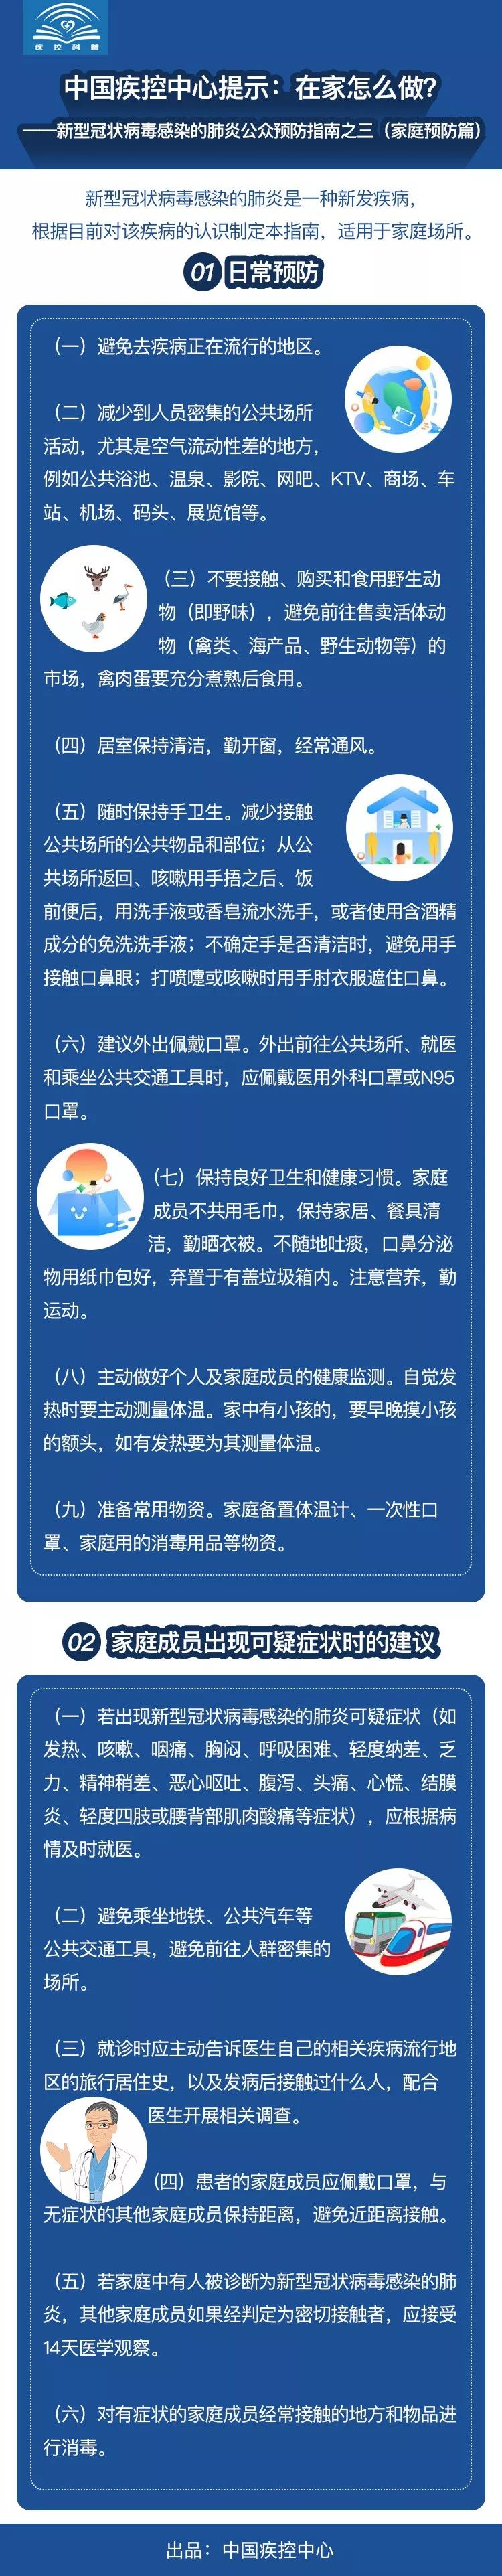 疾控科普
中国疾控中心提示：在家怎么做？
——新型冠状病毒感染的肺炎公众预防指南之三（家庭预防篇）
新型冠状病毒感染的肺炎是一种新发疾病，
根据目前对该疾病的认识制定本指南，适用于家庭场所。
01 日常预防
（一）避免去疾病正在流行的地区。
（二）减少到人员密集的公共场所
活动，尤其是空气流动性差的地方，
例如公共浴池、温泉、影院、网吧、KTV、商场、车
站、机场、码头、展览馆等。
（三）不要接触、购买和食用野生动
物（即野味），避免前往售卖活体动
物（禽类、海产品、野生动物等）的
市场，禽肉蛋要充分煮熟后食用。
（四）居室保持清洁，勤开窗，经常通风。
（五）随时保持手卫生。减少接触
公共场所的公共物品和部位；从公
共场所返回、咳嗽用手捂之后、饭
前便后，用洗手液或香皂流水洗手，或者使用含酒精
成分的免洗洗手液；不确定手是否清洁时，避免用手
接触口鼻眼；打喷嚏或咳嗽时用手肘衣服遮住口鼻。
（六）建议外出佩戴口罩。外出前往公共场所、就医
和乘坐公共交通工具时，应佩戴医用外科口罩或N95
口罩。
（七）保持良好卫生和健康习惯。家庭
成员不共用毛巾，保持家居、餐具清
洁，勤晒衣被。不随地吐痰，口鼻分泌
物用纸巾包好，弃置于有盖垃圾箱内。注意营养，勤
运动。
（八）主动做好个人及家庭成员的健康监测。自觉发
热时要主动测量体温。家中有小孩的，要早晚摸小孩
的额头，如有发热要为其测量体温。
（九）准备常用物资。家庭备置体温计、一次性口
罩、家庭用的消毒用品等物资。
02 家庭成员出现可疑症状时的建议
（一）若出现新型冠状病毒感染的肺炎可疑症状（如
发热、咳嗽、咽痛、胸闷、呼吸困难、轻度纳差、乏
力、精神稍差、恶心呕吐、腹泻、头痛、心慌、结膜
炎、轻度四肢或腰背部肌肉酸痛等症状），应根据病
情及时就医。
（二）避免乘坐地铁、公共汽车等
公共交通工具，避免前往人群密集的
场所。
（三）就诊时应主动告诉医生自己的相关疾病流行地
区的旅行居住史，以及发病后接触过什么人，配合
医生开展相关调查。
（四）患者的家庭成员应佩戴口罩，与
无症状的其他家庭成员保持距离，避免近距离接触。
（五）若家庭中有人被诊断为新型冠状病毒感染的肺
炎，其他家庭成员如果经判定为密切接触者，应接受
14天医学观察。
（六）对有症状的家庭成员经常接触的地方和物品进
行消毒。
出品：中国疾控中心